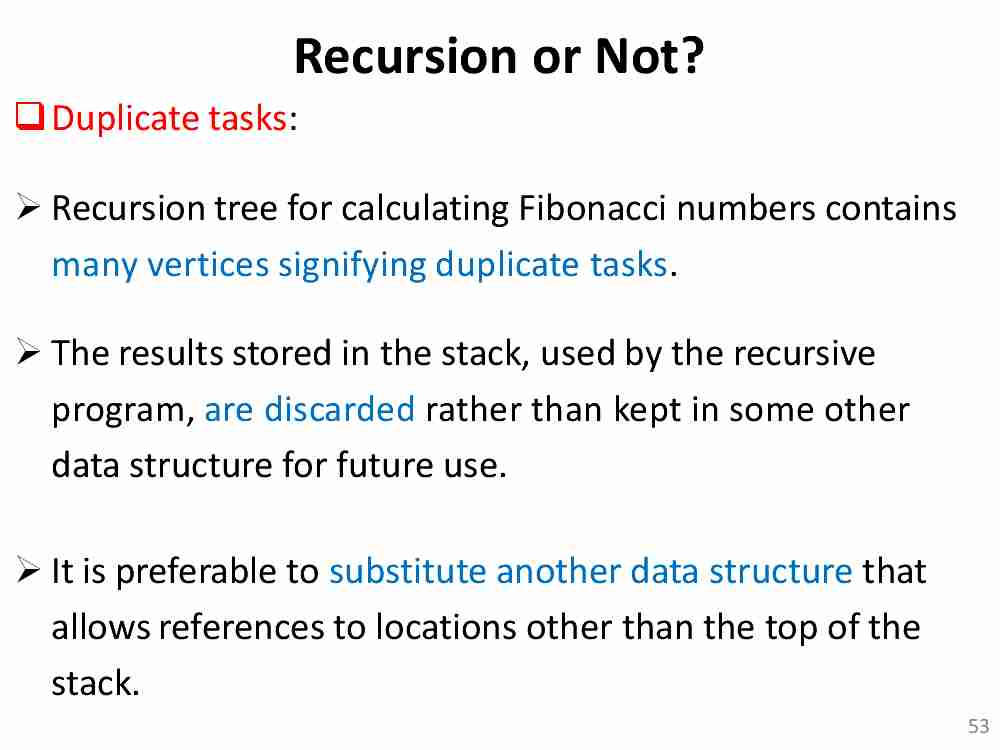 Recursion or Not?
❑ Duplicate tasks:
➢ Recursion tree for calculating Fibonacci numbers contains
many vertices signifying duplicate tasks.
➢ The results stored in the stack, used by the recursive
program, are discarded rather than kept in some other
data structure for future use.
➢ It is preferable to substitute another data structure that
allows references to locations other than the top of the
stack.
53